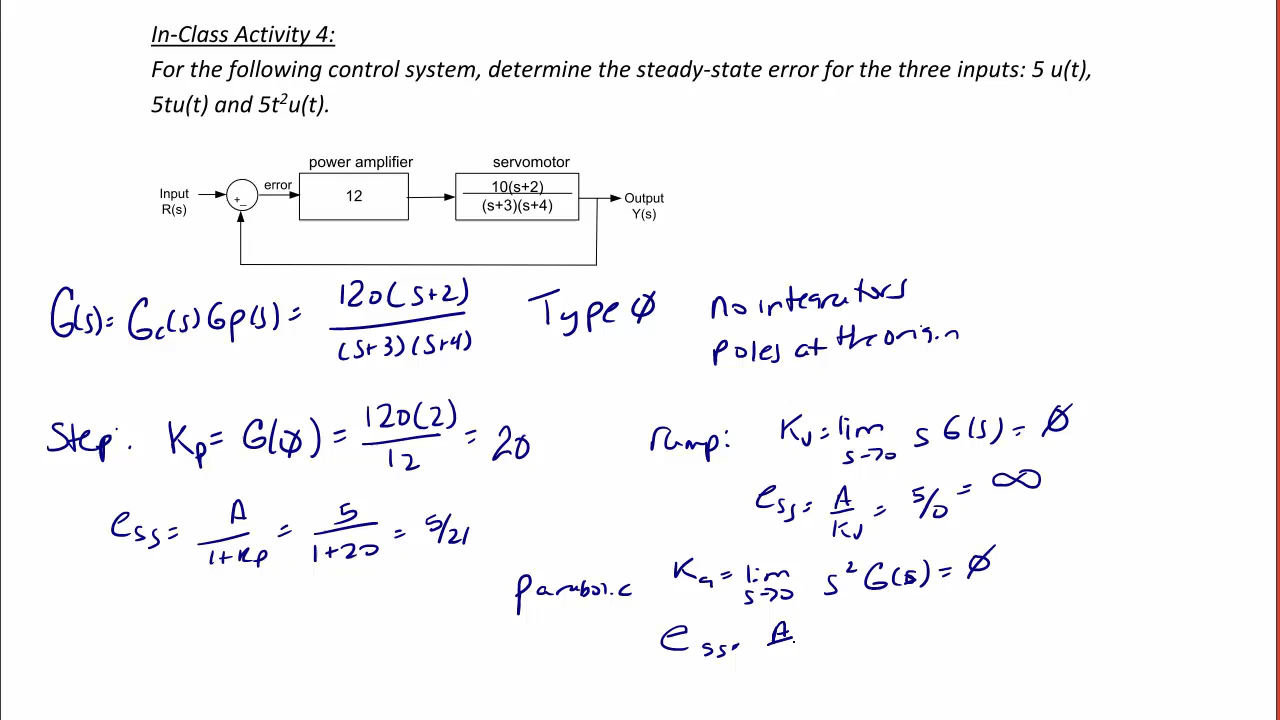 In-Class Activity 4:
For the following control system, determine the steady-state error for the three inputs: 5 u(t),
5tu(t) and 5t²u(t).
power amplifier
servomotor
Input
R(s)
error
+
_
12
10(s+2)
(s+3)(s+4)
Output
Y(s)
G(s)= Gc(s)Gp(s)= 120(s+2) / (s+3)(s+4)
Type ∅
no integrators
poles at the origin
Step: Kp= G(∅) = 120(2) / 12 = 20
ess= A / 1+Kp = 5 / 1+20 = 5/21
ramp: Kv= lim s→0 s G(s) = ∅
ess= A / Kv = 5/0 = ∞
parabolic Ka= lim s→0 s² G(s) = ∅
ess= A